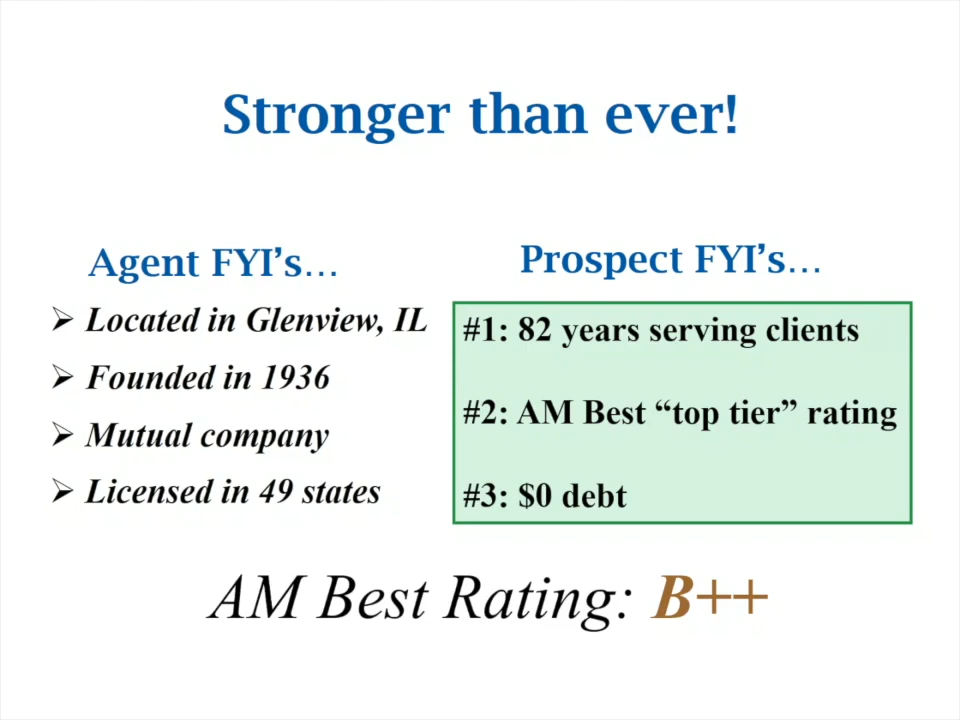 Stronger than ever!
Agent FYI’s…
➢ Located in Glenview, IL
➢ Founded in 1936
➢ Mutual company
➢ Licensed in 49 states
Prospect FYI’s…
#1: 82 years serving clients
#2: AM Best “top tier” rating
#3: $0 debt
AM Best Rating: B++